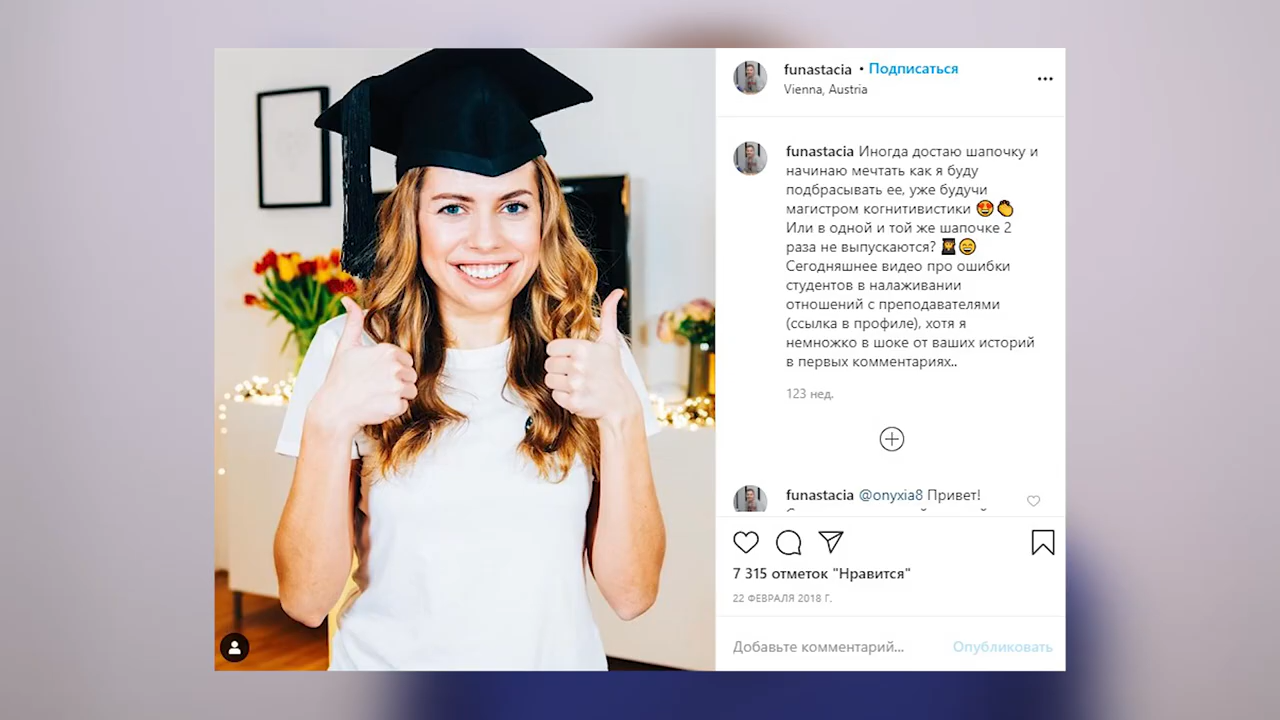 funastacia • Подписаться
Vienna, Austria
funastacia Иногда достаю шапочку и
начинаю мечтать как я буду
подбрасывать ее, уже будучи
магистром когнитивистики 😍👏
Или в одной и той же шапочке 2
раза не выпускаются? 👩‍🎓😄
Сегодняшнее видео про ошибки
студентов в налаживании
отношений с преподавателями
(ссылка в профиле), хотя я
немножко в шоке от ваших историй
в первых комментариях..
123 нед.
funastacia @onyxia8 Привет!
7 315 отметок "Нравится"
22 ФЕВРАЛЯ 2018 Г.
Добавьте комментарий...
Опубликовать